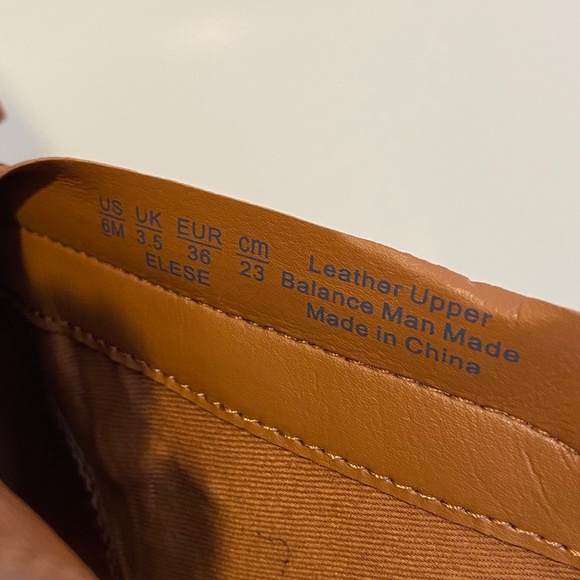 US UK EUR cm
6M 3.5 36 23
ELESE
Leather Upper
Balance Man Made
Made in China